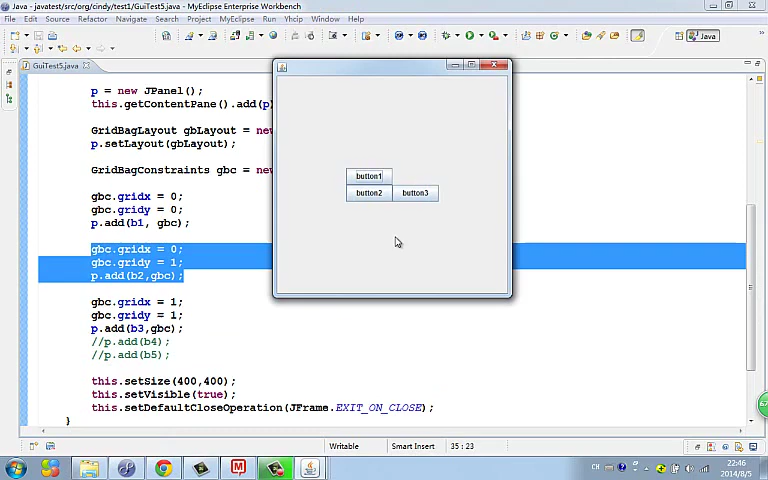 Java - javatest/src/org/cindy/test1/GuiTest5.java - MyEclipse Enterprise Workbench
File Edit Source Refactor Navigate Search Project MyEclipse Run Yhcip Window Help
Java
GuiTest5.java
p = new JPanel();
this.getContentPane().add(p)
GridBagLayout gbLayout = new
p.setLayout(gbLayout);
GridBagConstraints gbc = new
gbc.gridx = 0;
gbc.gridy = 0;
p.add(b1, gbc);
gbc.gridx = 0;
gbc.gridy = 1;
p.add(b2,gbc);
gbc.gridx = 1;
gbc.gridy = 1;
p.add(b3,gbc);
//p.add(b4);
//p.add(b5);
this.setSize(400,400);
this.setVisible(true);
this.setDefaultCloseOperation(JFrame.EXIT_ON_CLOSE);
}
button1
button2 button3
Writable Smart Insert 35 : 23
CH 22:46
2014/8/5